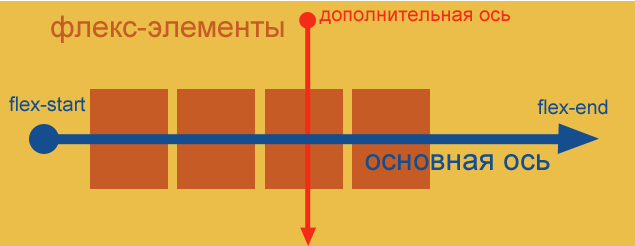 дополнительная ось
флекс-элементы
flex-start
flex-end
основная ось